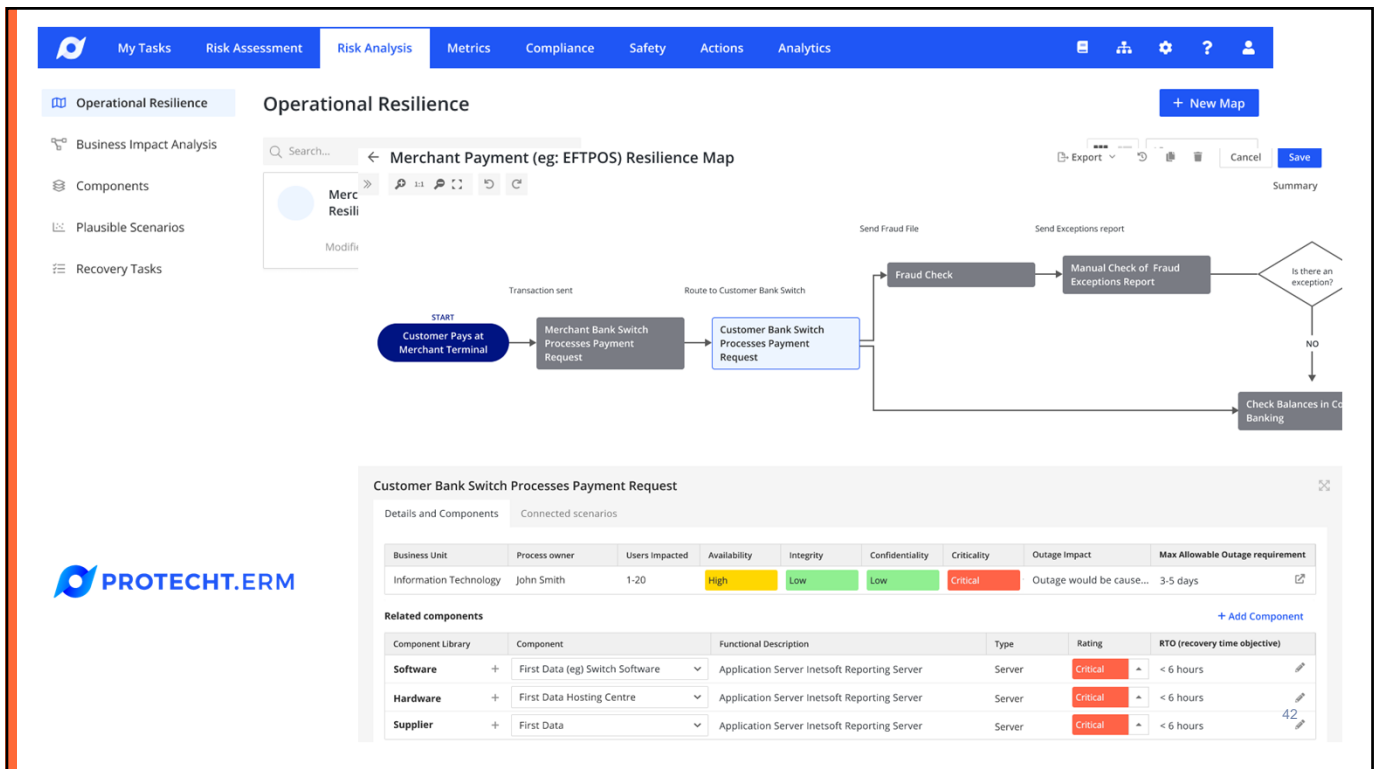 My Tasks Risk Assessment Risk Analysis Metrics Compliance Safety Actions Analytics ?
Operational Resilience
Business Impact Analysis
Components
Plausible Scenarios
Recovery Tasks
Operational Resilience
+ New Map
Search...
Merc
Resili
Modifi
← Merchant Payment (eg: EFTPOS) Resilience Map
Export
Cancel
Save
1:1
Summary
Send Fraud File
Send Exceptions report
Fraud Check
Manual Check of Fraud
Exceptions Report
Is there an
exception?
Transaction sent
Route to Customer Bank Switch
START
Customer Pays at
Merchant Terminal
Merchant Bank Switch
Processes Payment
Request
Customer Bank Switch
Processes Payment
Request
NO
Check Balances in Co
Banking
Customer Bank Switch Processes Payment Request
Details and Components Connected scenarios
Business Unit Process owner Users Impacted Availability Integrity Confidentiality Criticality Outage Impact Max Allowable Outage requirement
Information Technology John Smith 1-20 High Low Low Critical Outage would be cause... 3-5 days
Related components
+ Add Component
Component Library Component Functional Description Type Rating RTO (recovery time objective)
Software + First Data (eg) Switch Software Application Server Inetsoft Reporting Server Server Critical < 6 hours
Hardware + First Data Hosting Centre Application Server Inetsoft Reporting Server Server Critical < 6 hours
Supplier + First Data Application Server Inetsoft Reporting Server Server Critical < 6 hours
PROTECHT.ERM
42